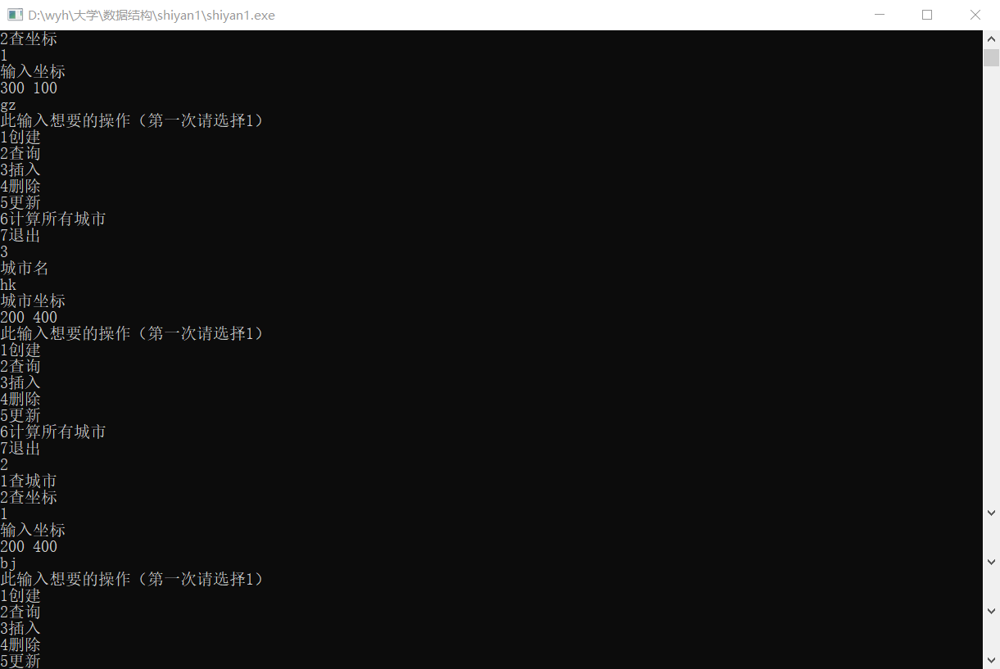 D:\wyh\大学\数据结构\shiyan1\shiyan1.exe
2查坐标
1
输入坐标
300 100
gz
此输入想要的操作（第一次请选择1）
1创建
2查询
3插入
4删除
5更新
6计算所有城市
7退出
3
城市名
hk
城市坐标
200 400
此输入想要的操作（第一次请选择1）
1创建
2查询
3插入
4删除
5更新
6计算所有城市
7退出
2
1查城市
2查坐标
1
输入坐标
200 400
bj
此输入想要的操作（第一次请选择1）
1创建
2查询
3插入
4删除
5更新